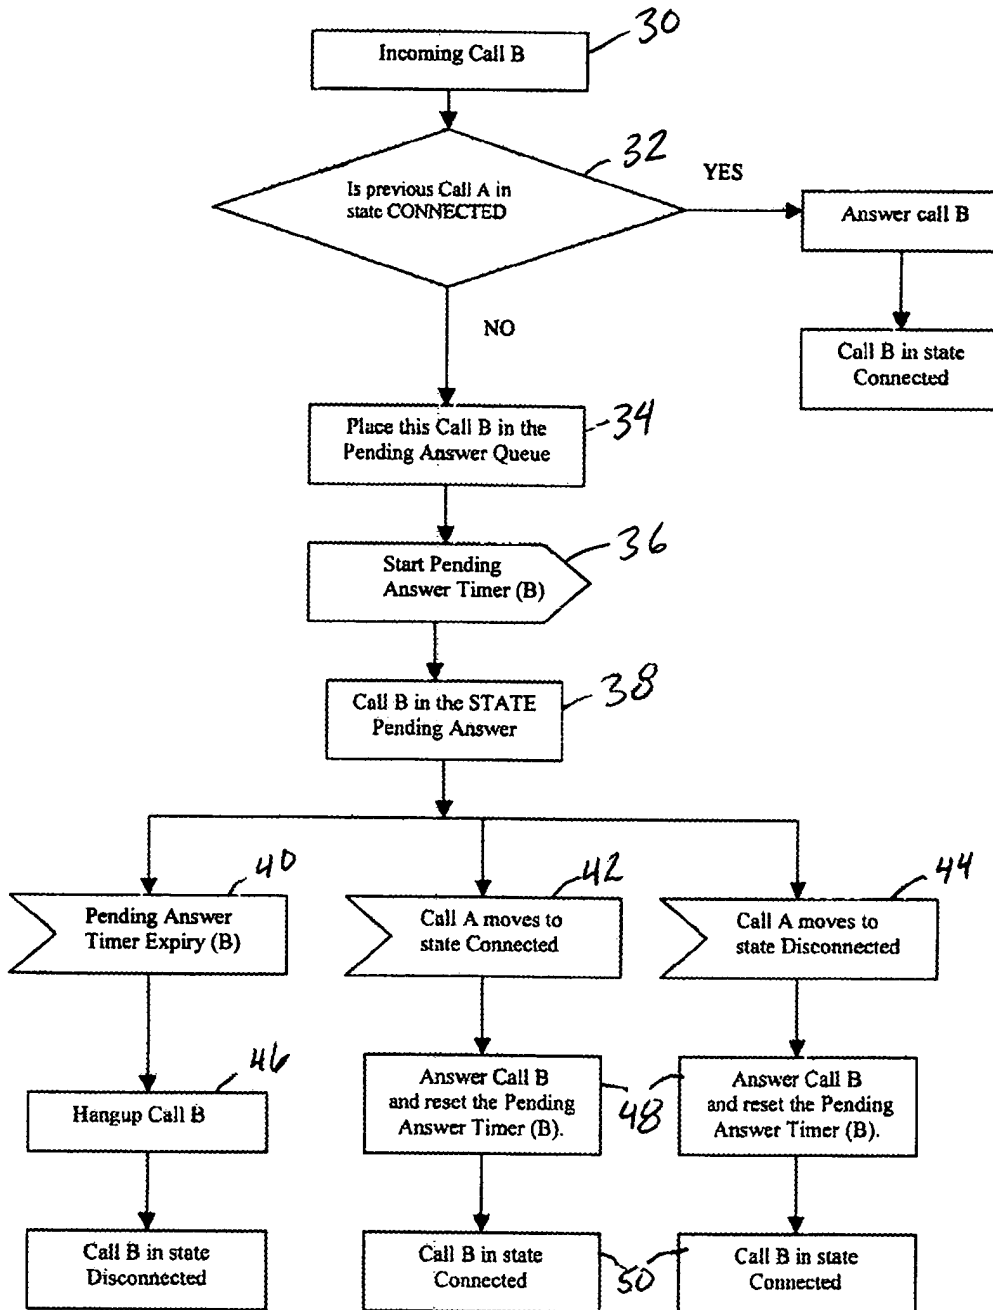 Incoming Call B
30
Is previous Call A in
state CONNECTED
32
YES
Answer call B
Call B in state
Connected
NO
Place this Call B in the
Pending Answer Queue
34
Start Pending
Answer Timer (B)
36
Call B in the STATE
Pending Answer
38
40
Pending Answer
Timer Expiry (B)
42
Call A moves to
state Connected
44
Call A moves to
state Disconnected
46
Hangup Call B
Answer Call B
and reset the Pending
Answer Timer (B).
48
Answer Call B
and reset the Pending
Answer Timer (B).
Call B in state
Disconnected
Call B in state
Connected
50
Call B in state
Connected